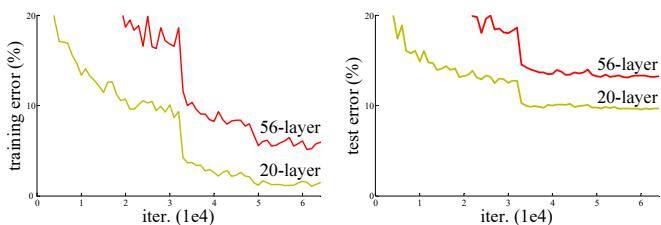 20
10
0
training error (%)
56-layer
20-layer
0 1 2 3 4 5 6
iter. (1e4)
20
10
0
test error (%)
56-layer
20-layer
0 1 2 3 4 5 6
iter. (1e4)